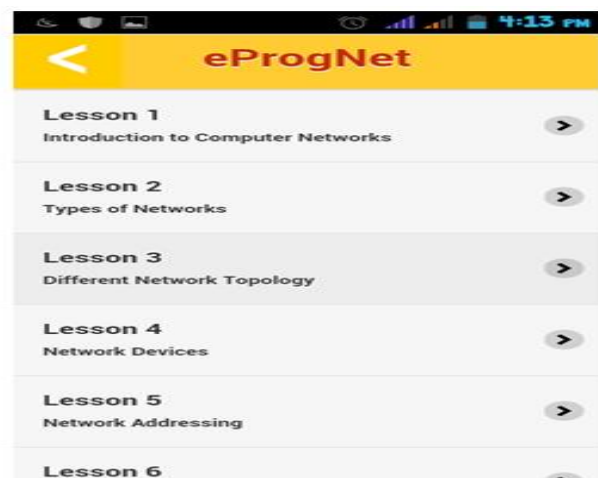 4:13 PM
eProgNet
Lesson 1
Introduction to Computer Networks
Lesson 2
Types of Networks
Lesson 3
Different Network Topology
Lesson 4
Network Devices
Lesson 5
Network Addressing
Lesson 6